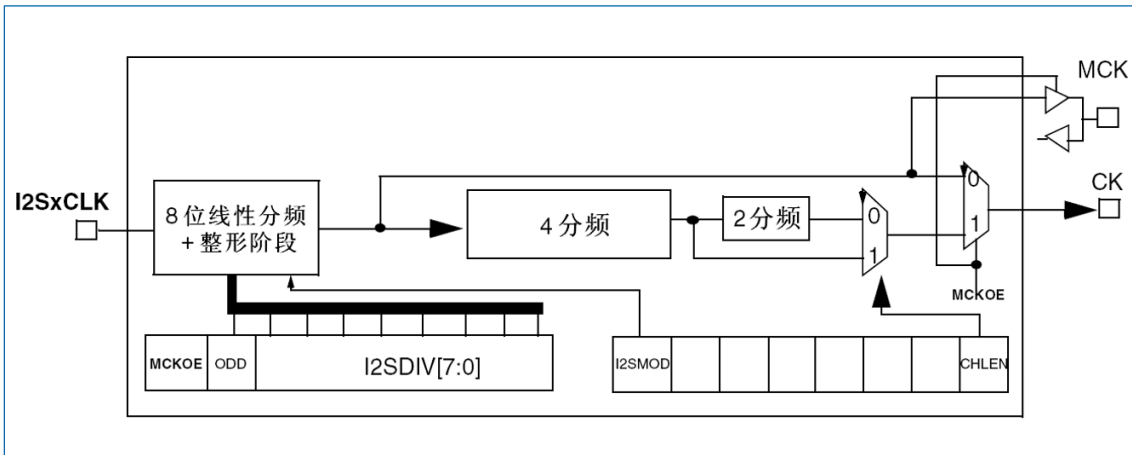 MCK
I2SxCLK
CK
8位线性分频
+整形阶段
4分频
2分频
0
1
0
1
MCKOE
MCKOE
ODD
I2SDIV[7:0]
I2SMOD
CHLEN